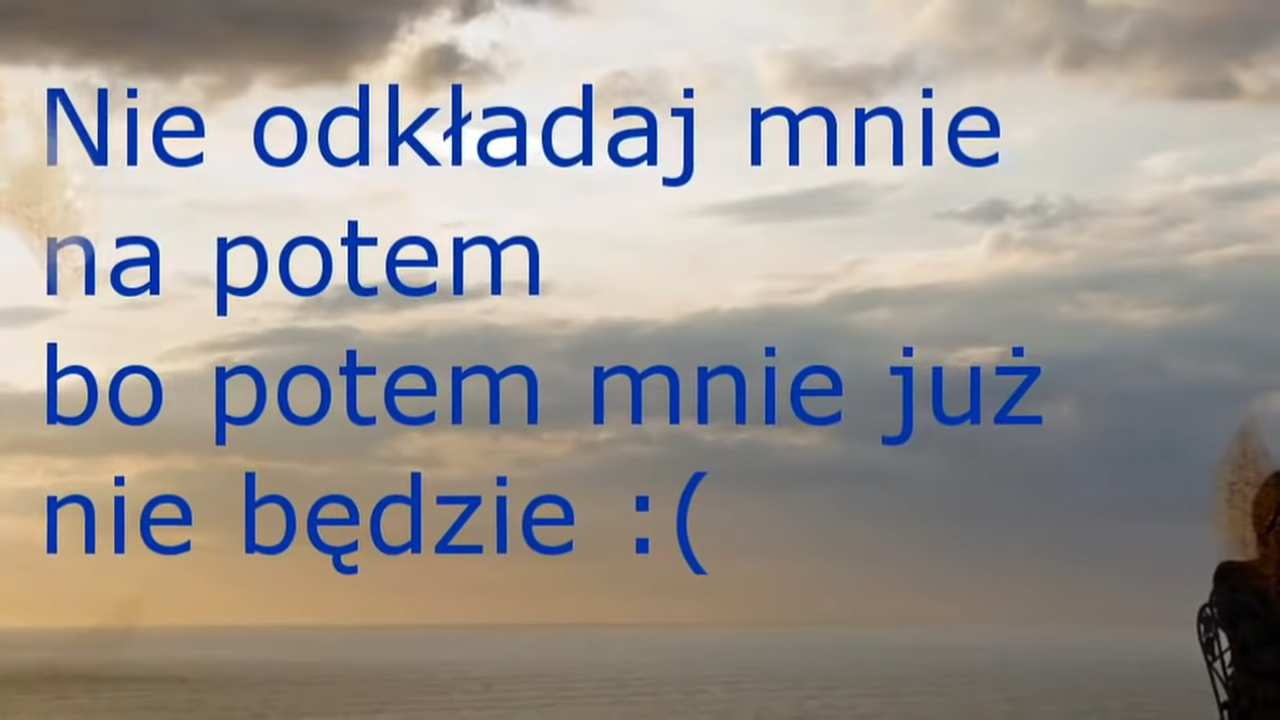 Nie odkładaj mnie
na potem
bo potem mnie już
nie będzie :(